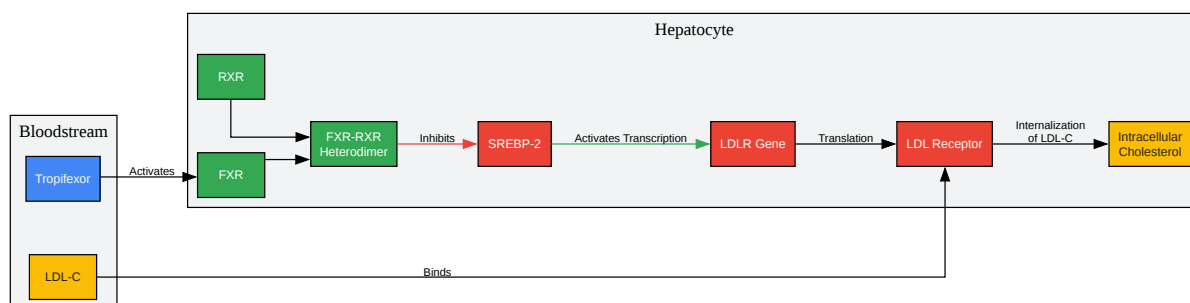 Hepatocyte
RXR
Bloodstream
FXR-RXR
Heterodimer
Inhibits
SREBP-2
Activates Transcription
LDLR Gene
Translation
LDL Receptor
Internalization
of LDL-C
Intracellular
Cholesterol
Tropifexor
Activates
FXR
LDL-C
Binds